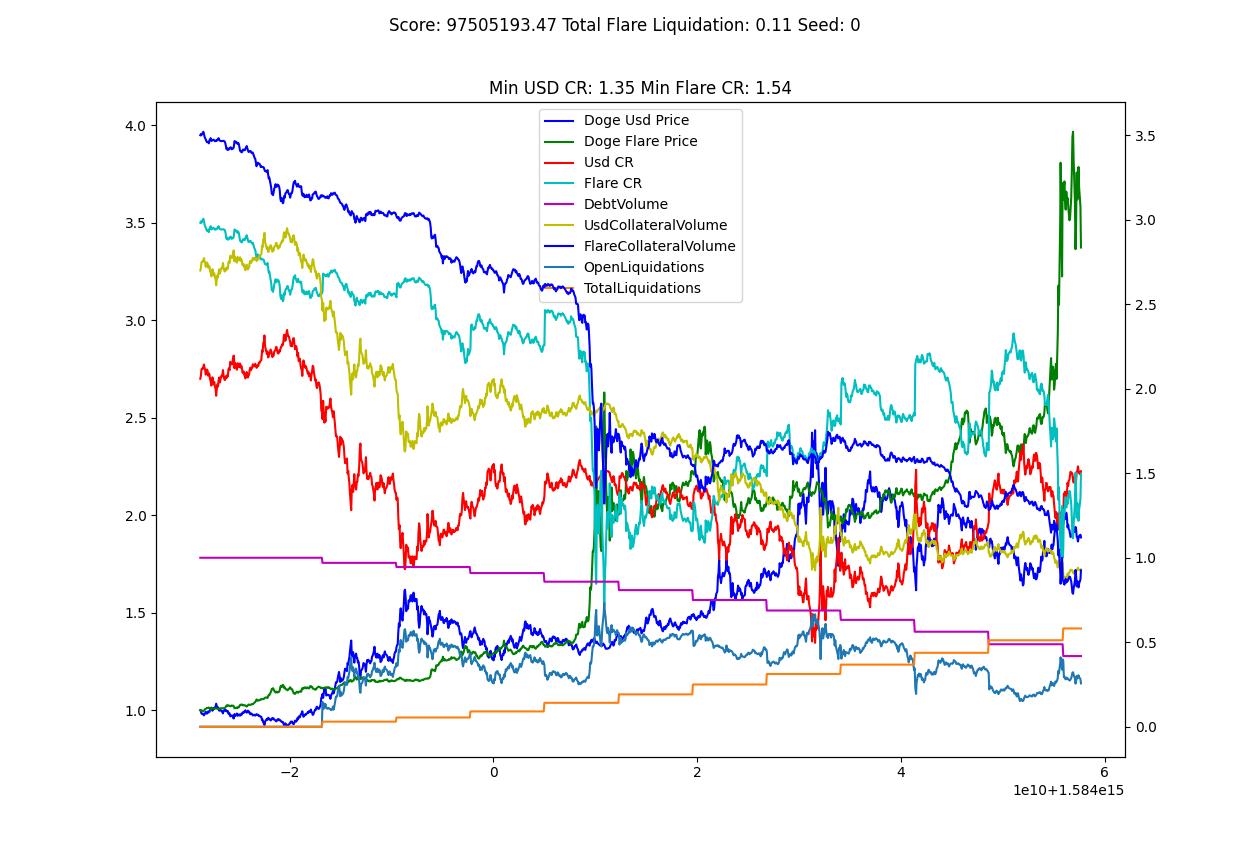 Score: 97505193.47 Total Flare Liquidation: 0.11 Seed: 0
Min USD CR: 1.35 Min Flare CR: 1.54
Doge Usd Price
Doge Flare Price
Usd CR
Flare CR
DebtVolume
UsdCollateralVolume
FlareCollateralVolume
OpenLiquidations
TotalLiquidations
4.0
3.5
3.0
2.5
2.0
1.5
1.0
3.5
3.0
2.5
2.0
1.5
1.0
0.5
0.0
−2
0
2
4
6
1e10+1.584e15